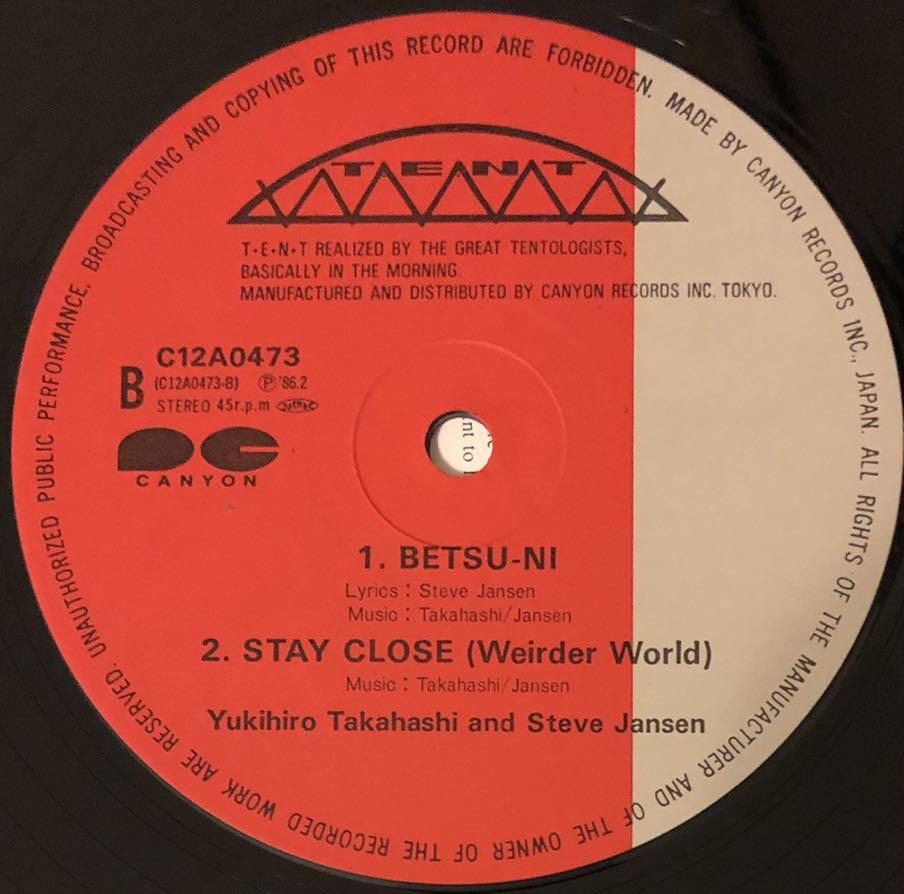 UNAUTHORIZED PUBLIC PERFORMANCE, BROADCASTING AND COPYING OF THIS RECORD ARE FORBIDDEN. MADE BY CANYON RECORDS INC., JAPAN. ALL RIGHTS OF THE MANUFACTURER AND OF THE OWNER OF THE RECORDED WORK ARE RESERVED.
TENT
T•E•N•T REALIZED BY THE GREAT TENTOLOGISTS,
BASICALLY IN THE MORNING.
MANUFACTURED AND DISTRIBUTED BY CANYON RECORDS INC. TOKYO.
B
C12A0473
(C12A0473-B) Ⓟ'86.2
STEREO 45r.p.m
CANYON
nt to
1. BETSU-NI
Lyrics : Steve Jansen
Music : Takahashi/Jansen
2. STAY CLOSE (Weirder World)
Music : Takahashi/Jansen
Yukihiro Takahashi and Steve Jansen